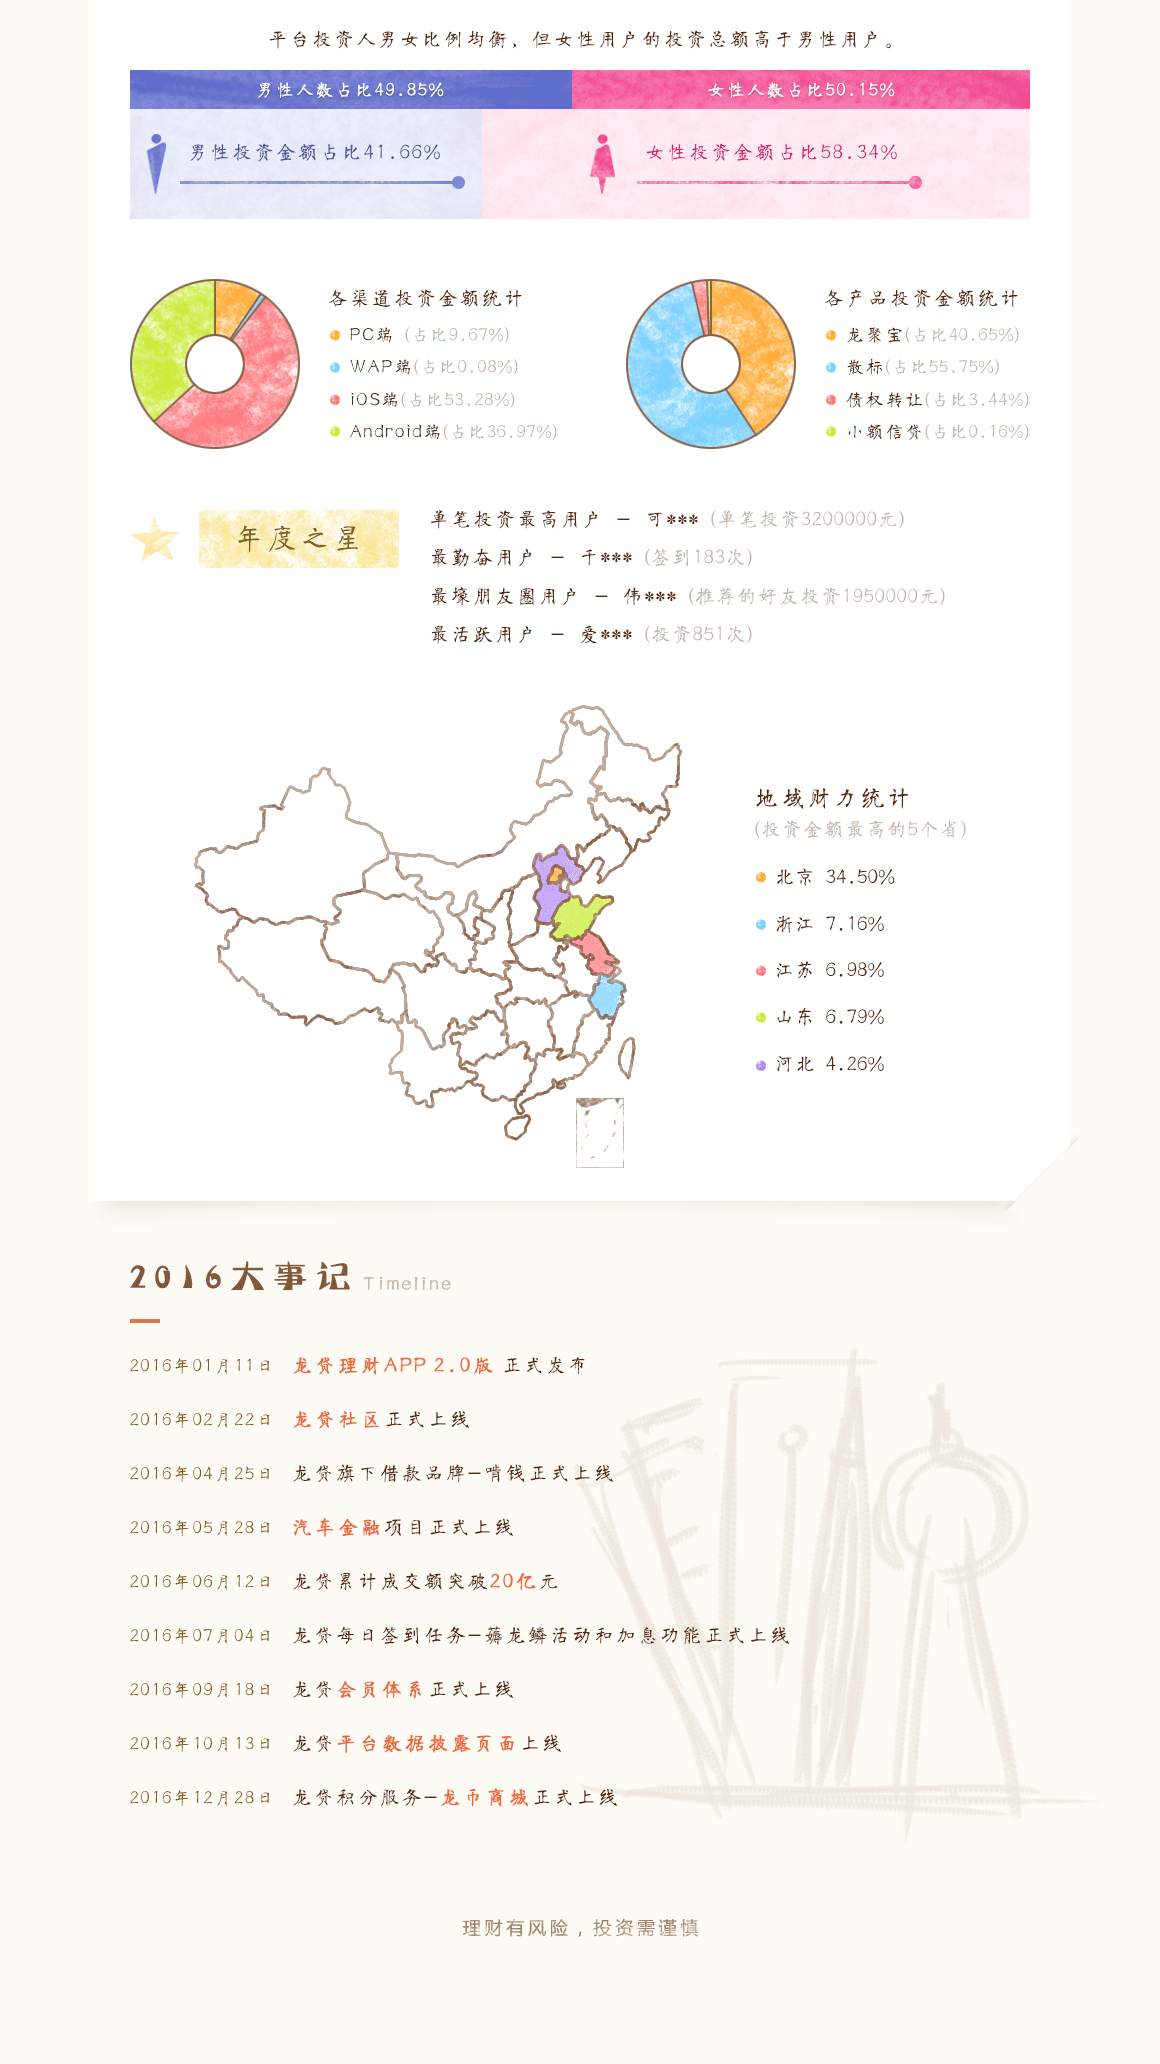 平台投资人男女比例均衡，但女性用户的投资总额高于男性用户。
男性人数占比49.85% 女性人数占比50.15%
男性投资金额占比41.66% 女性投资金额占比58.34%
各渠道投资金额统计
PC端 (占比9.67%)
WAP端(占比0.08%)
iOS端(占比53.28%)
Android端(占比36.97%)
各产品投资金额统计
龙聚宝(占比40.65%)
散标(占比55.75%)
债权转让(占比3.44%)
小额信贷(占比0.16%)
年度之星
单笔投资最高用户 － 可*** (单笔投资3200000元)
最勤奋用户 － 千*** (签到183次)
最壕朋友圈用户 － 伟*** (推荐的好友投资1950000元)
最活跃用户 － 爱*** (投资851次)
地域财力统计
(投资金额最高的5个省)
北京 34.50%
浙江 7.16%
江苏 6.98%
山东 6.79%
河北 4.26%
2016大事记 Timeline
2016年01月11日 龙贷理财APP 2.0版 正式发布
2016年02月22日 龙贷社区正式上线
2016年04月25日 龙贷旗下借款品牌－啃钱正式上线
2016年05月28日 汽车金融项目正式上线
2016年06月12日 龙贷累计成交额突破20亿元
2016年07月04日 龙贷每日签到任务－薅龙鳞活动和加息功能正式上线
2016年09月18日 龙贷会员体系正式上线
2016年10月13日 龙贷平台数据披露页面上线
2016年12月28日 龙贷积分服务－龙币商城正式上线
理财有风险，投资需谨慎